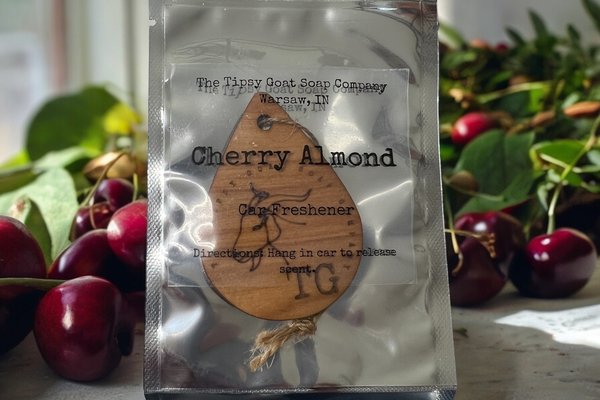 The Tipsy Goat Soap Company
Warsaw, IN
Cherry Almond
Car Freshener
Directions: Hang in car to release
scent.
TG